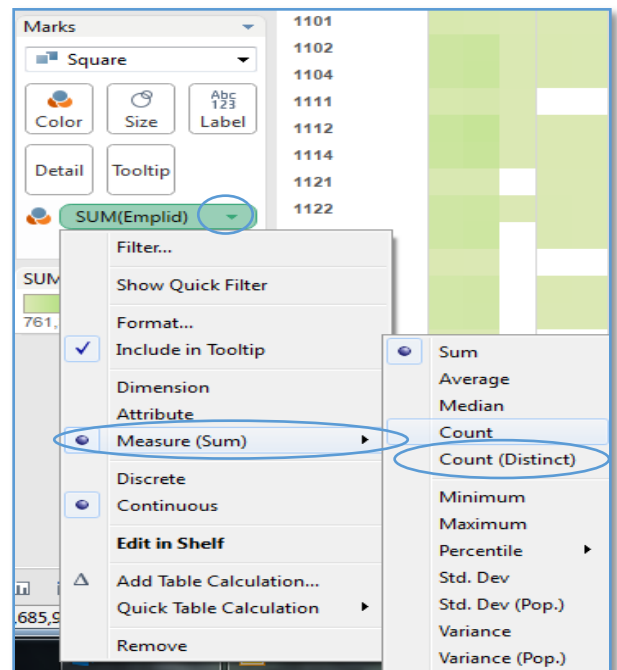 Marks
Square
Color
Size
Abc
123
Label
Detail
Tooltip
SUM(Emplid)
1101
1102
1104
1111
1112
1114
1121
1122
SUM
761,
685,9
Filter...
Show Quick Filter
Format...
Include in Tooltip
Dimension
Attribute
Measure (Sum)
Discrete
Continuous
Edit in Shelf
Add Table Calculation...
Quick Table Calculation
Remove
Sum
Average
Median
Count
Count (Distinct)
Minimum
Maximum
Percentile
Std. Dev
Std. Dev (Pop.)
Variance
Variance (Pop.)